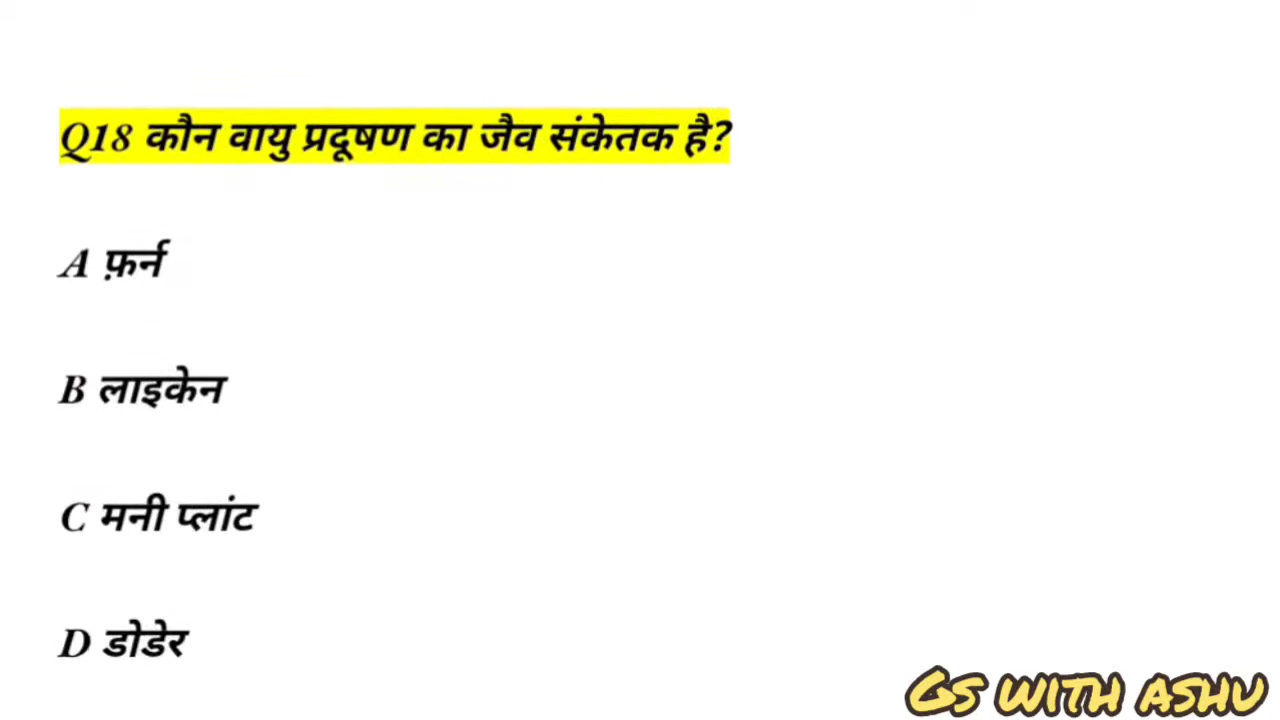 Q18 कौन वायु प्रदूषण का जैव संकेतक है?
A फ़र्न
B लाइकेन
C मनी प्लांट
D डोडेर
GS WITH ASHU